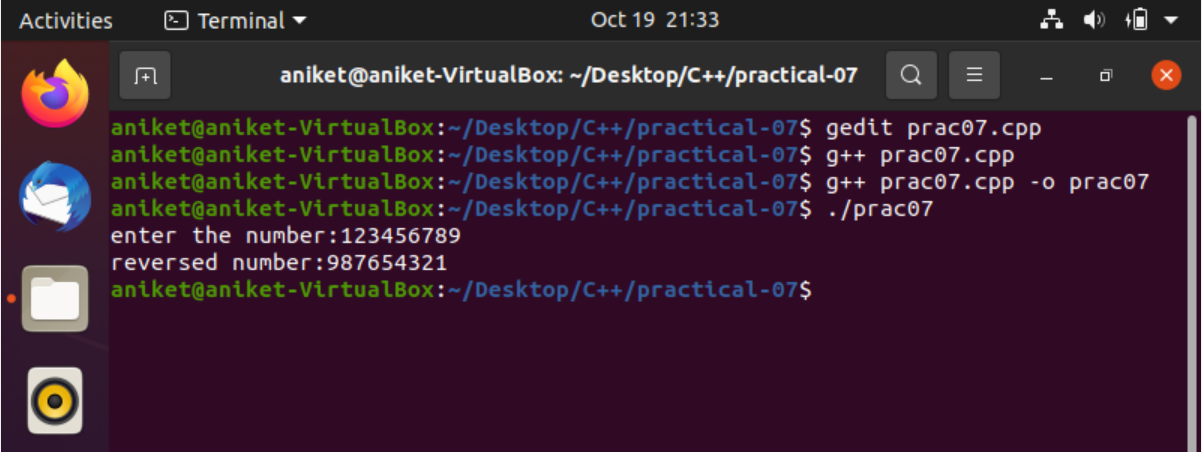 Activities Terminal Oct 19 21:33
aniket@aniket-VirtualBox: ~/Desktop/C++/practical-07
aniket@aniket-VirtualBox:~/Desktop/C++/practical-07$ gedit prac07.cpp
aniket@aniket-VirtualBox:~/Desktop/C++/practical-07$ g++ prac07.cpp
aniket@aniket-VirtualBox:~/Desktop/C++/practical-07$ g++ prac07.cpp -o prac07
aniket@aniket-VirtualBox:~/Desktop/C++/practical-07$ ./prac07
enter the number:123456789
reversed number:987654321
aniket@aniket-VirtualBox:~/Desktop/C++/practical-07$